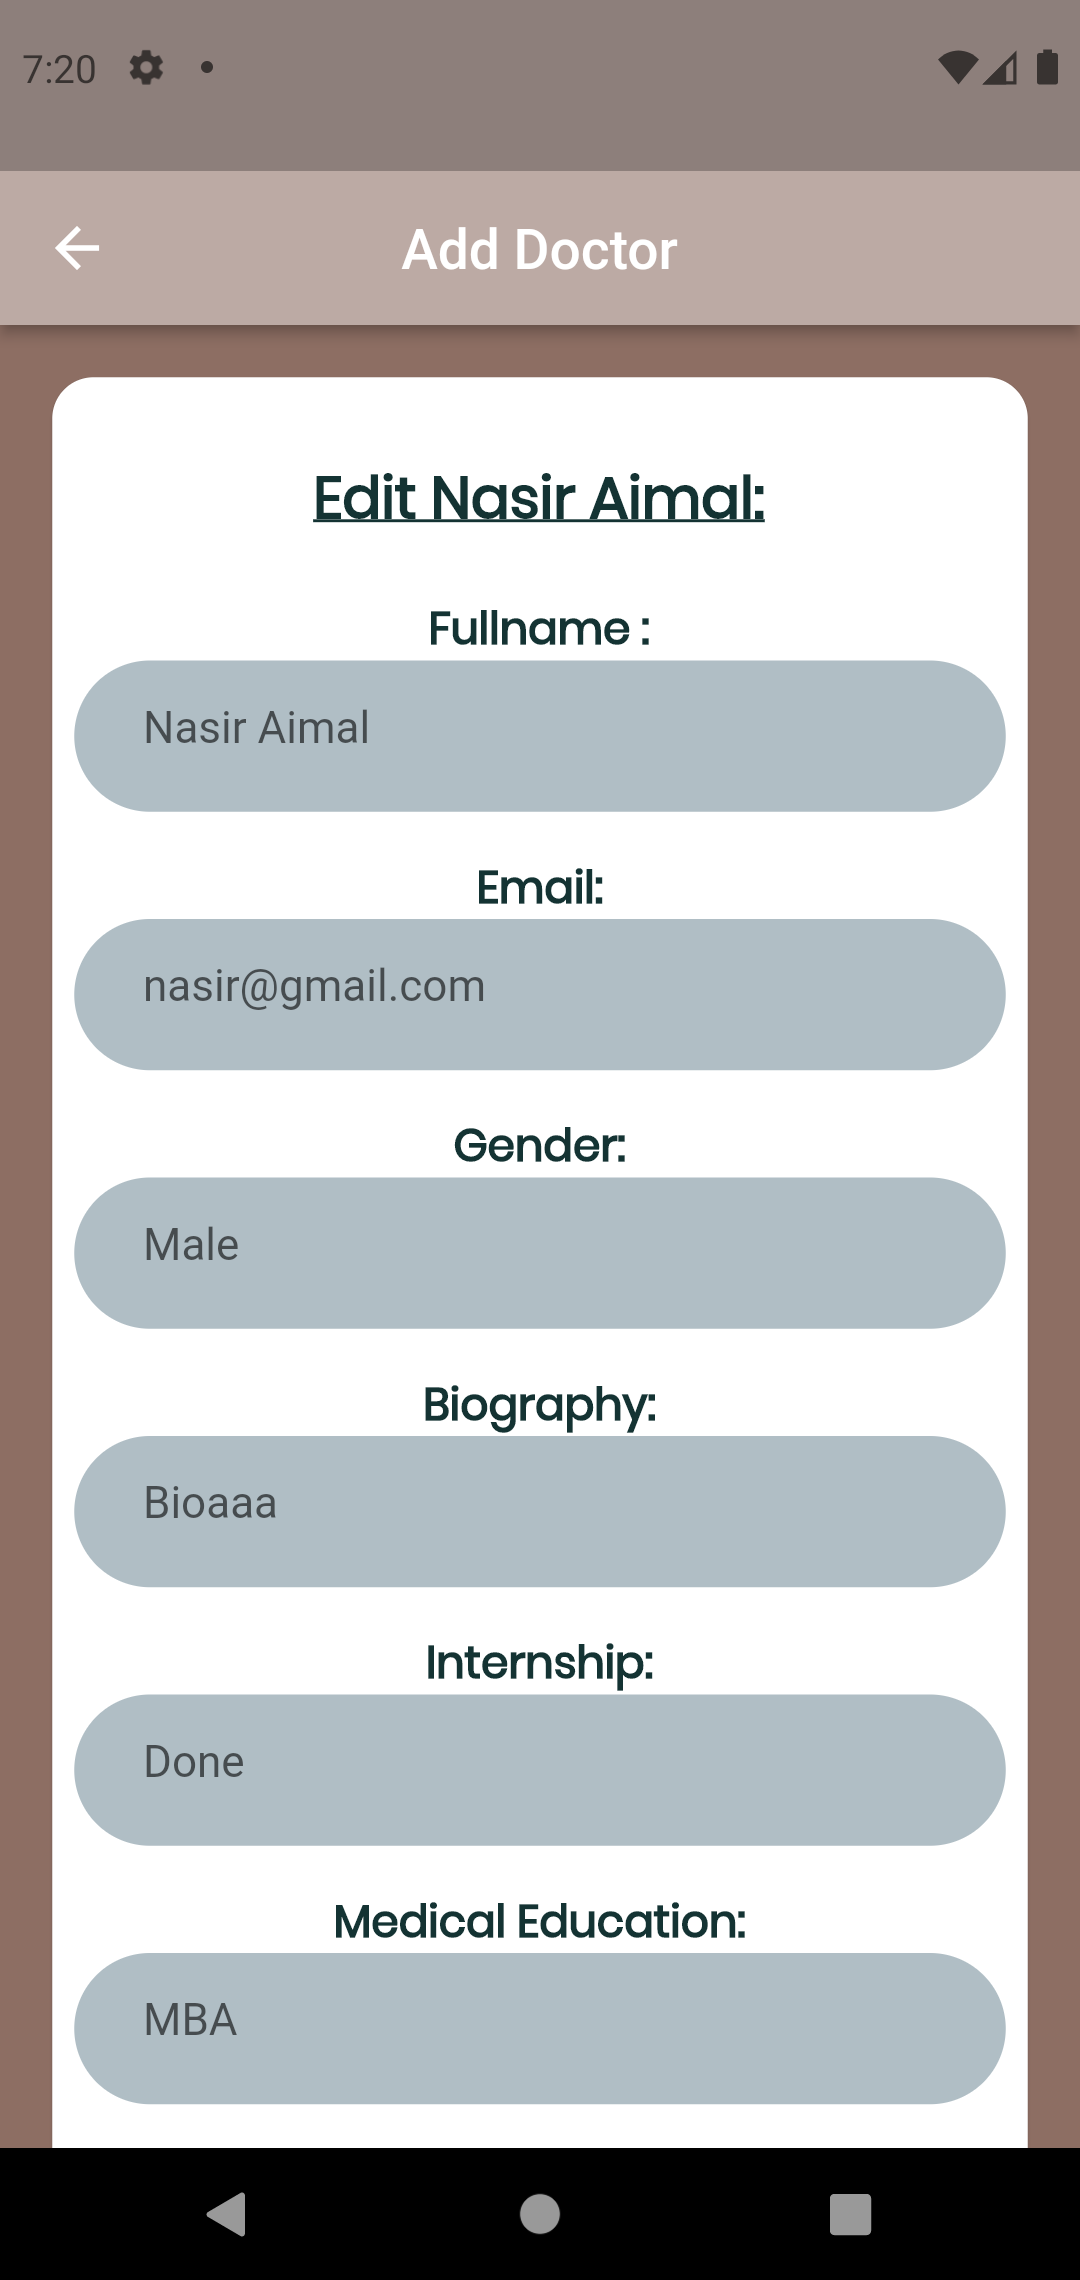 7:20
Add Doctor
Edit Nasir Aimal:
Fullname :
Nasir Aimal
Email:
nasir@gmail.com
Gender:
Male
Biography:
Bioaaa
Internship:
Done
Medical Education:
MBA